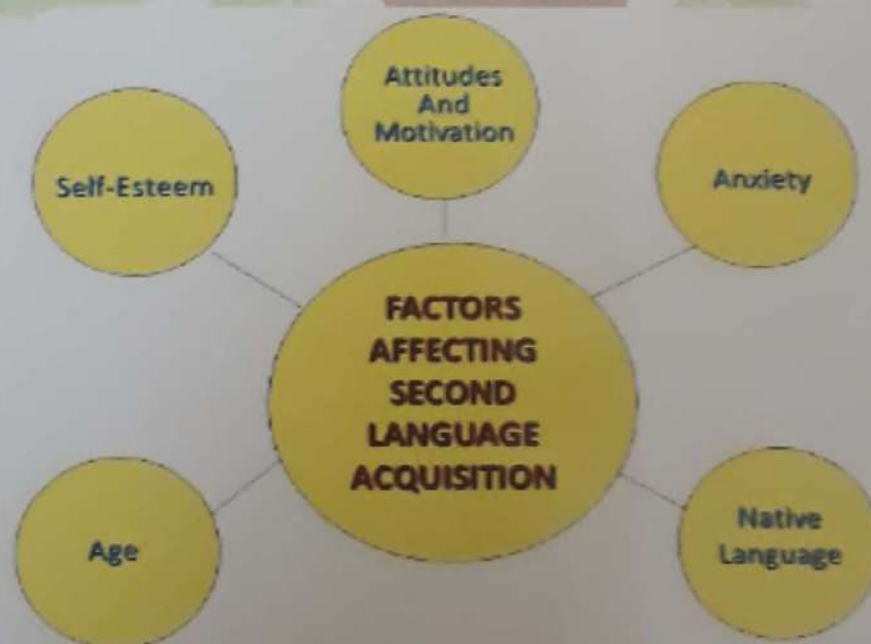 Attitudes
And
Motivation
Self-Esteem
Anxiety
FACTORS
AFFECTING
SECOND
LANGUAGE
ACQUISITION
Age
Native
Language